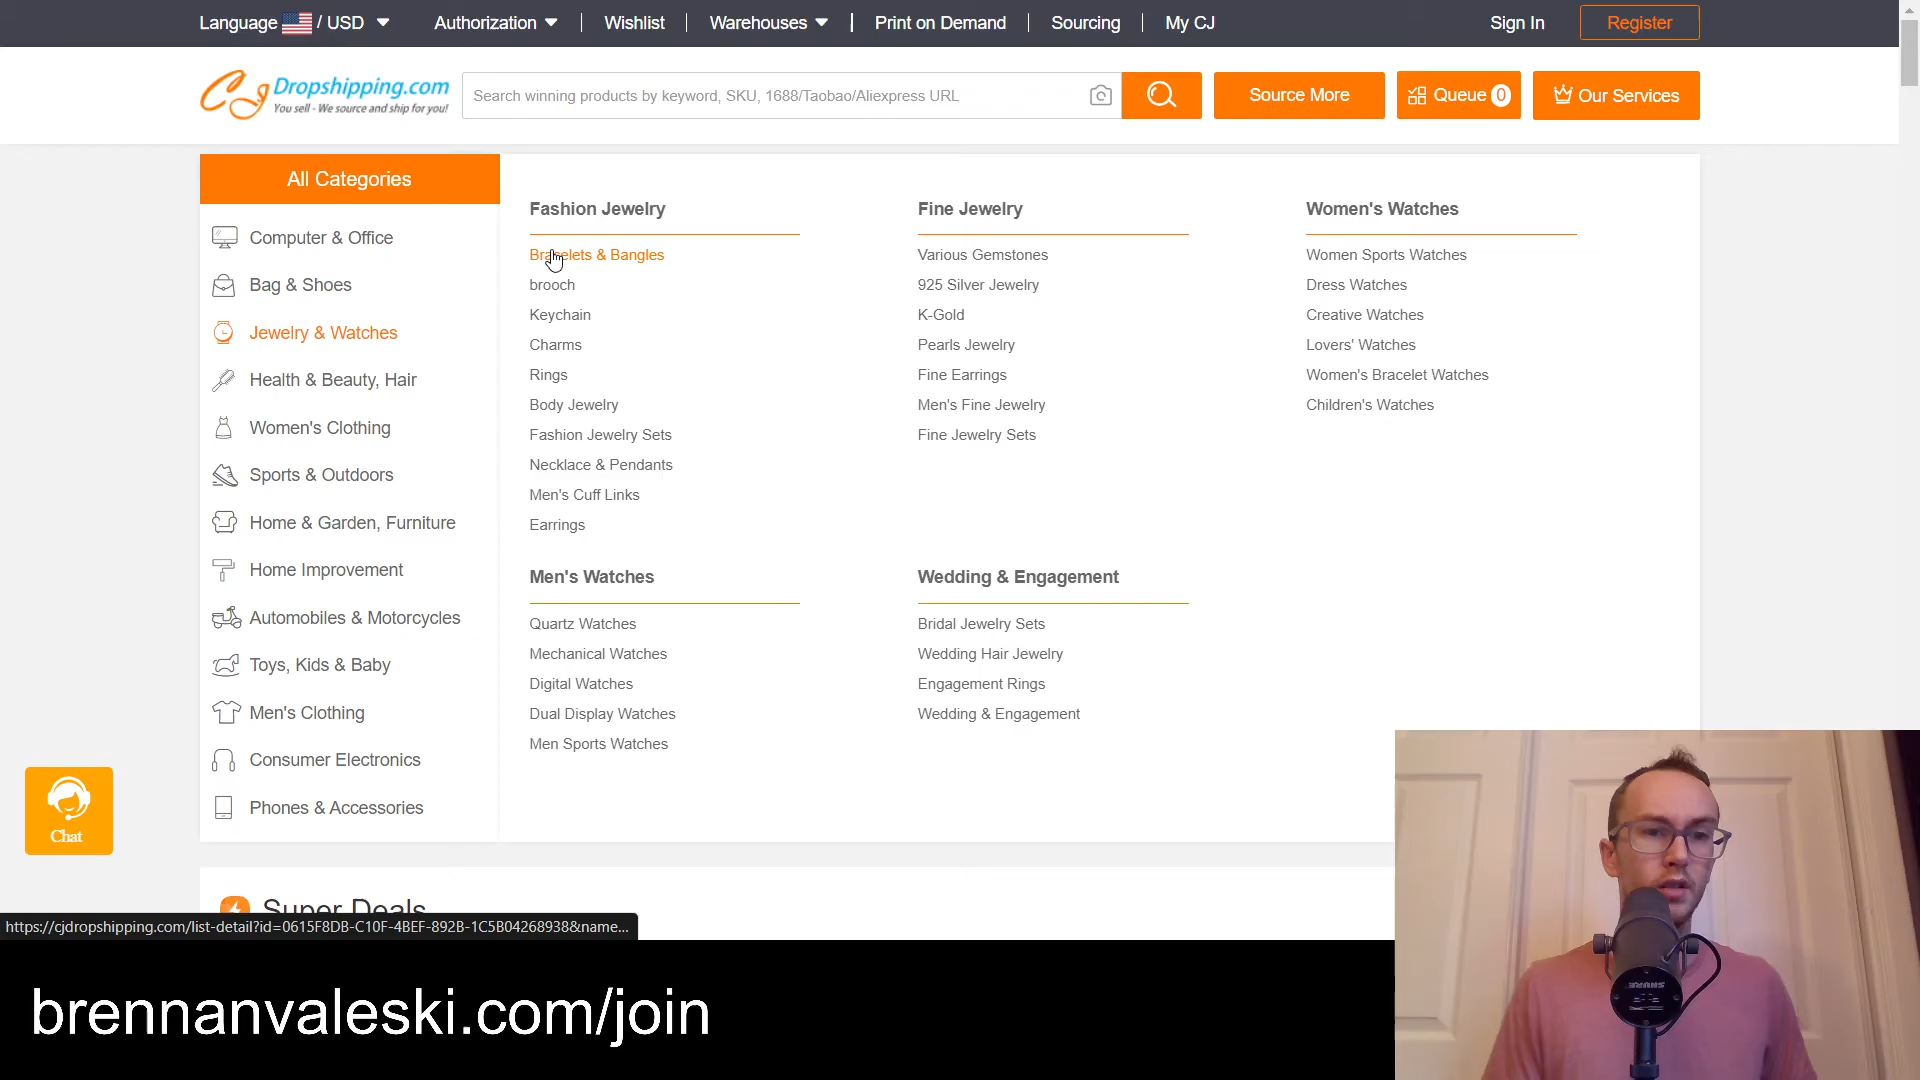 Language / USD Authorization Wishlist Warehouses Print on Demand Sourcing My CJ Sign In Register
CJ Dropshipping.com
You sell - We source and ship for you!
Search winning products by keyword, SKU, 1688/Taobao/Aliexpress URL
Source More
Queue 0
Our Services
All Categories
Computer & Office
Bag & Shoes
Jewelry & Watches
Health & Beauty, Hair
Women's Clothing
Sports & Outdoors
Home & Garden, Furniture
Home Improvement
Automobiles & Motorcycles
Toys, Kids & Baby
Men's Clothing
Consumer Electronics
Phones & Accessories
Fashion Jewelry
Bracelets & Bangles
brooch
Keychain
Charms
Rings
Body Jewelry
Fashion Jewelry Sets
Necklace & Pendants
Men's Cuff Links
Earrings
Fine Jewelry
Various Gemstones
925 Silver Jewelry
K-Gold
Pearls Jewelry
Fine Earrings
Men's Fine Jewelry
Fine Jewelry Sets
Women's Watches
Women Sports Watches
Dress Watches
Creative Watches
Lovers' Watches
Women's Bracelet Watches
Children's Watches
Men's Watches
Quartz Watches
Mechanical Watches
Digital Watches
Dual Display Watches
Men Sports Watches
Wedding & Engagement
Bridal Jewelry Sets
Wedding Hair Jewelry
Engagement Rings
Wedding & Engagement
Chat
Super Deals
https://cjdropshipping.com/list-detail?id=0615F8DB-C10F-4BEF-892B-1C5B04268938&name...
brennanvaleski.com/join
SHURE